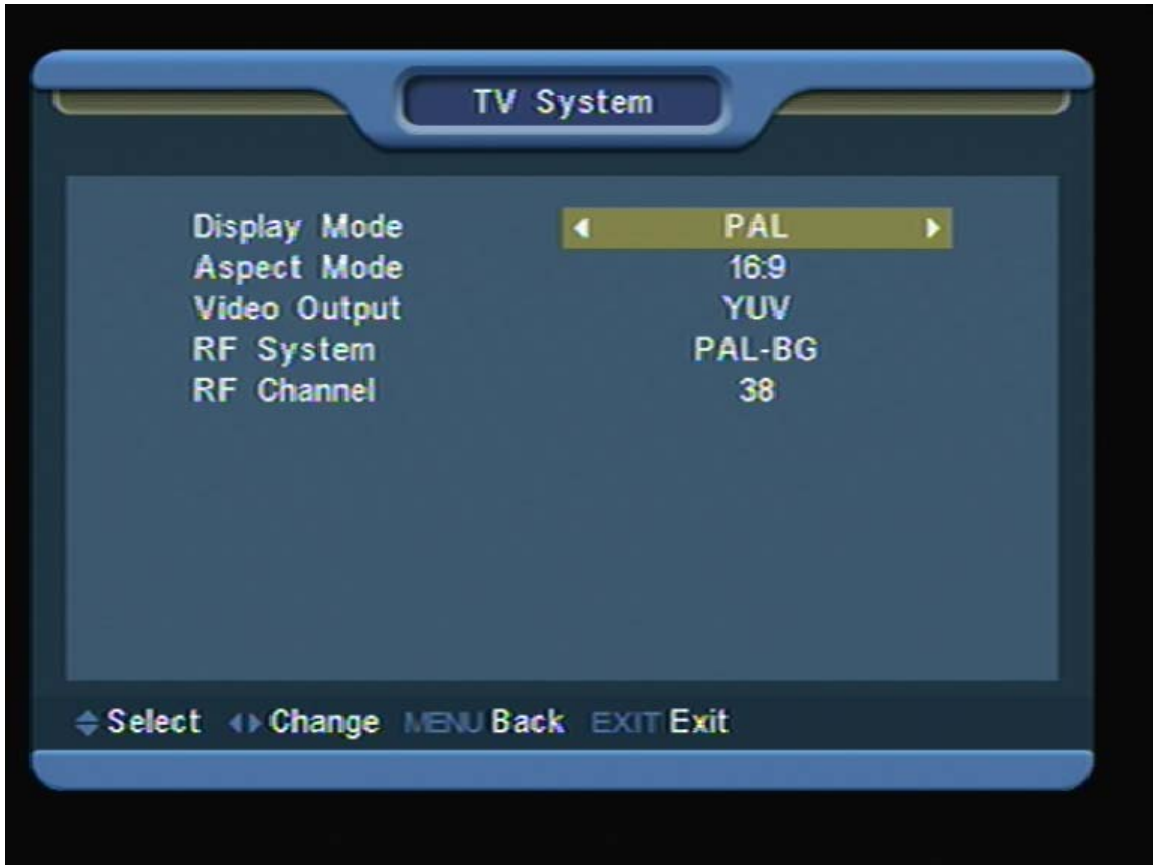 TV System
Display Mode PAL
Aspect Mode 16:9
Video Output YUV
RF System PAL-BG
RF Channel 38
Select Change MENU Back EXIT Exit